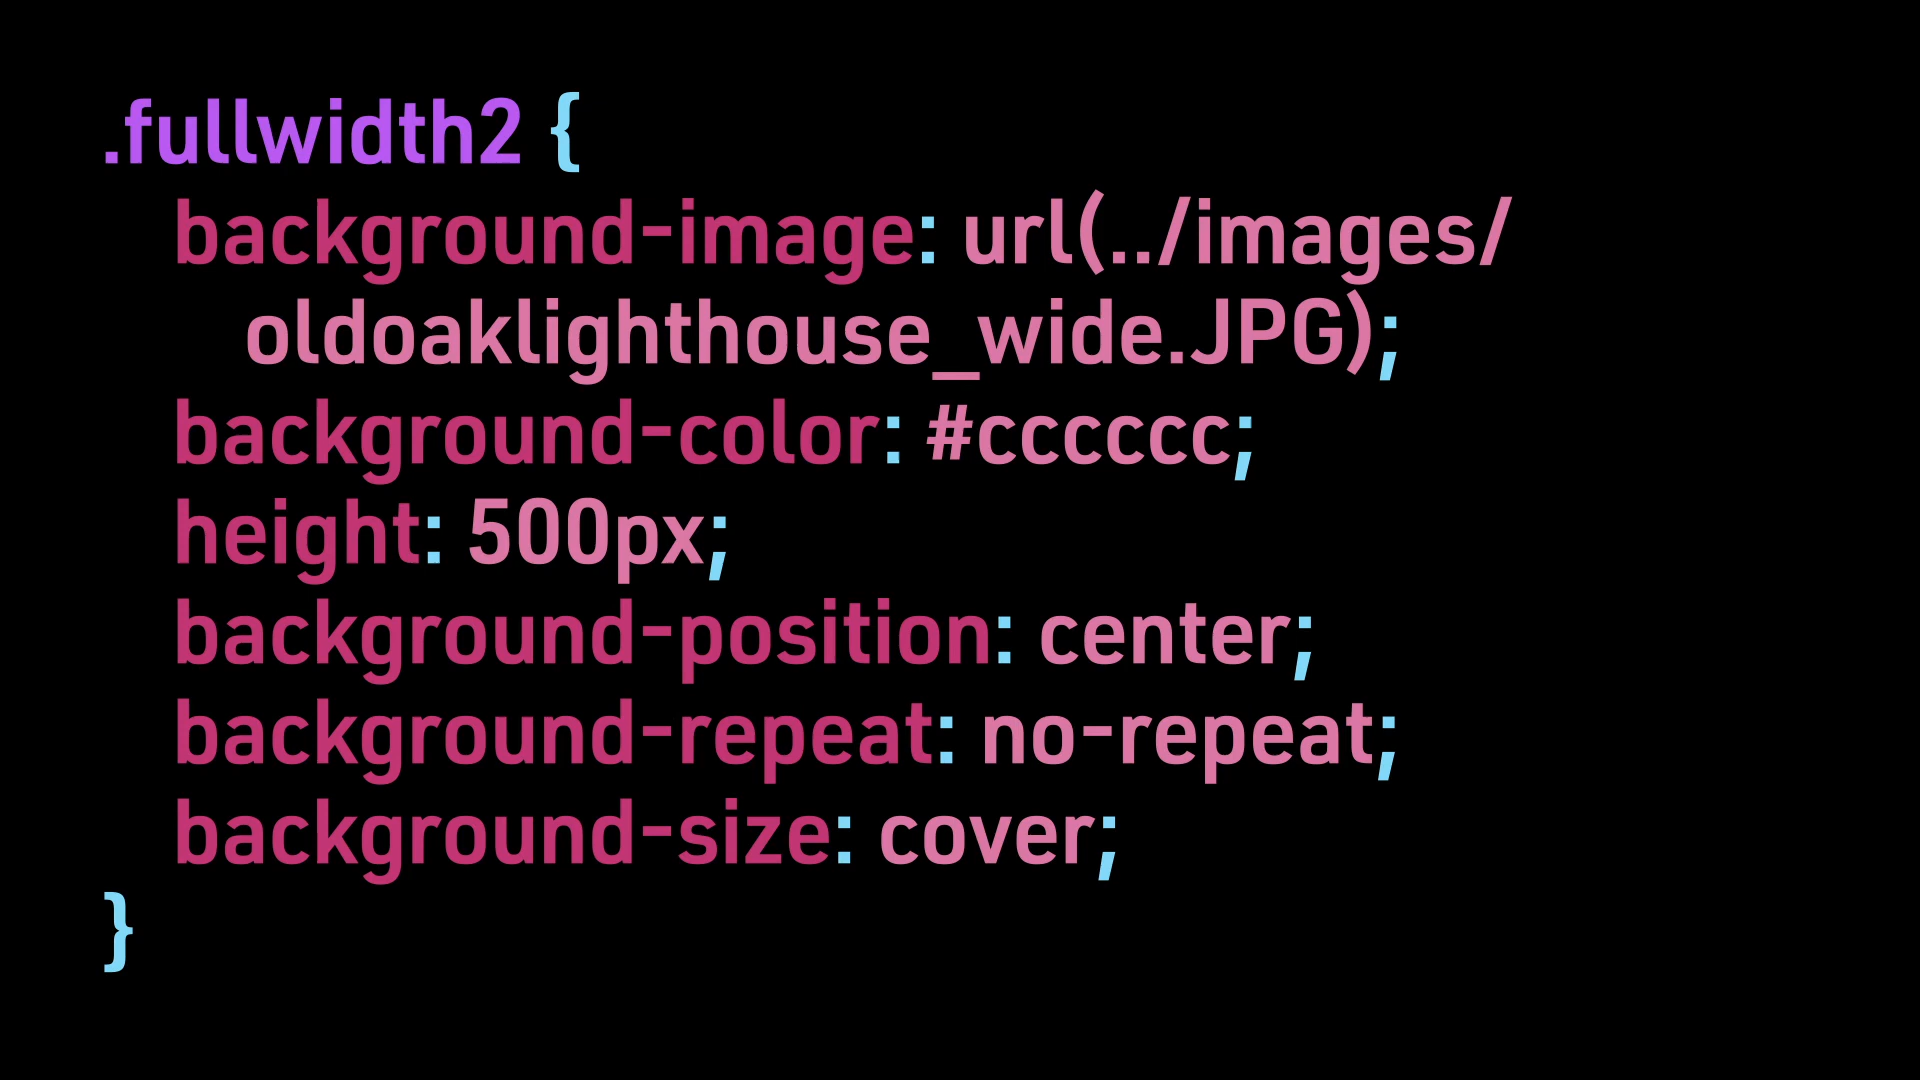 .fullwidth2 {
background-image: url(../images/
oldoaklighthouse_wide.JPG);
background-color: #cccccc;
height: 500px;
background-position: center;
background-repeat: no-repeat;
background-size: cover;
}